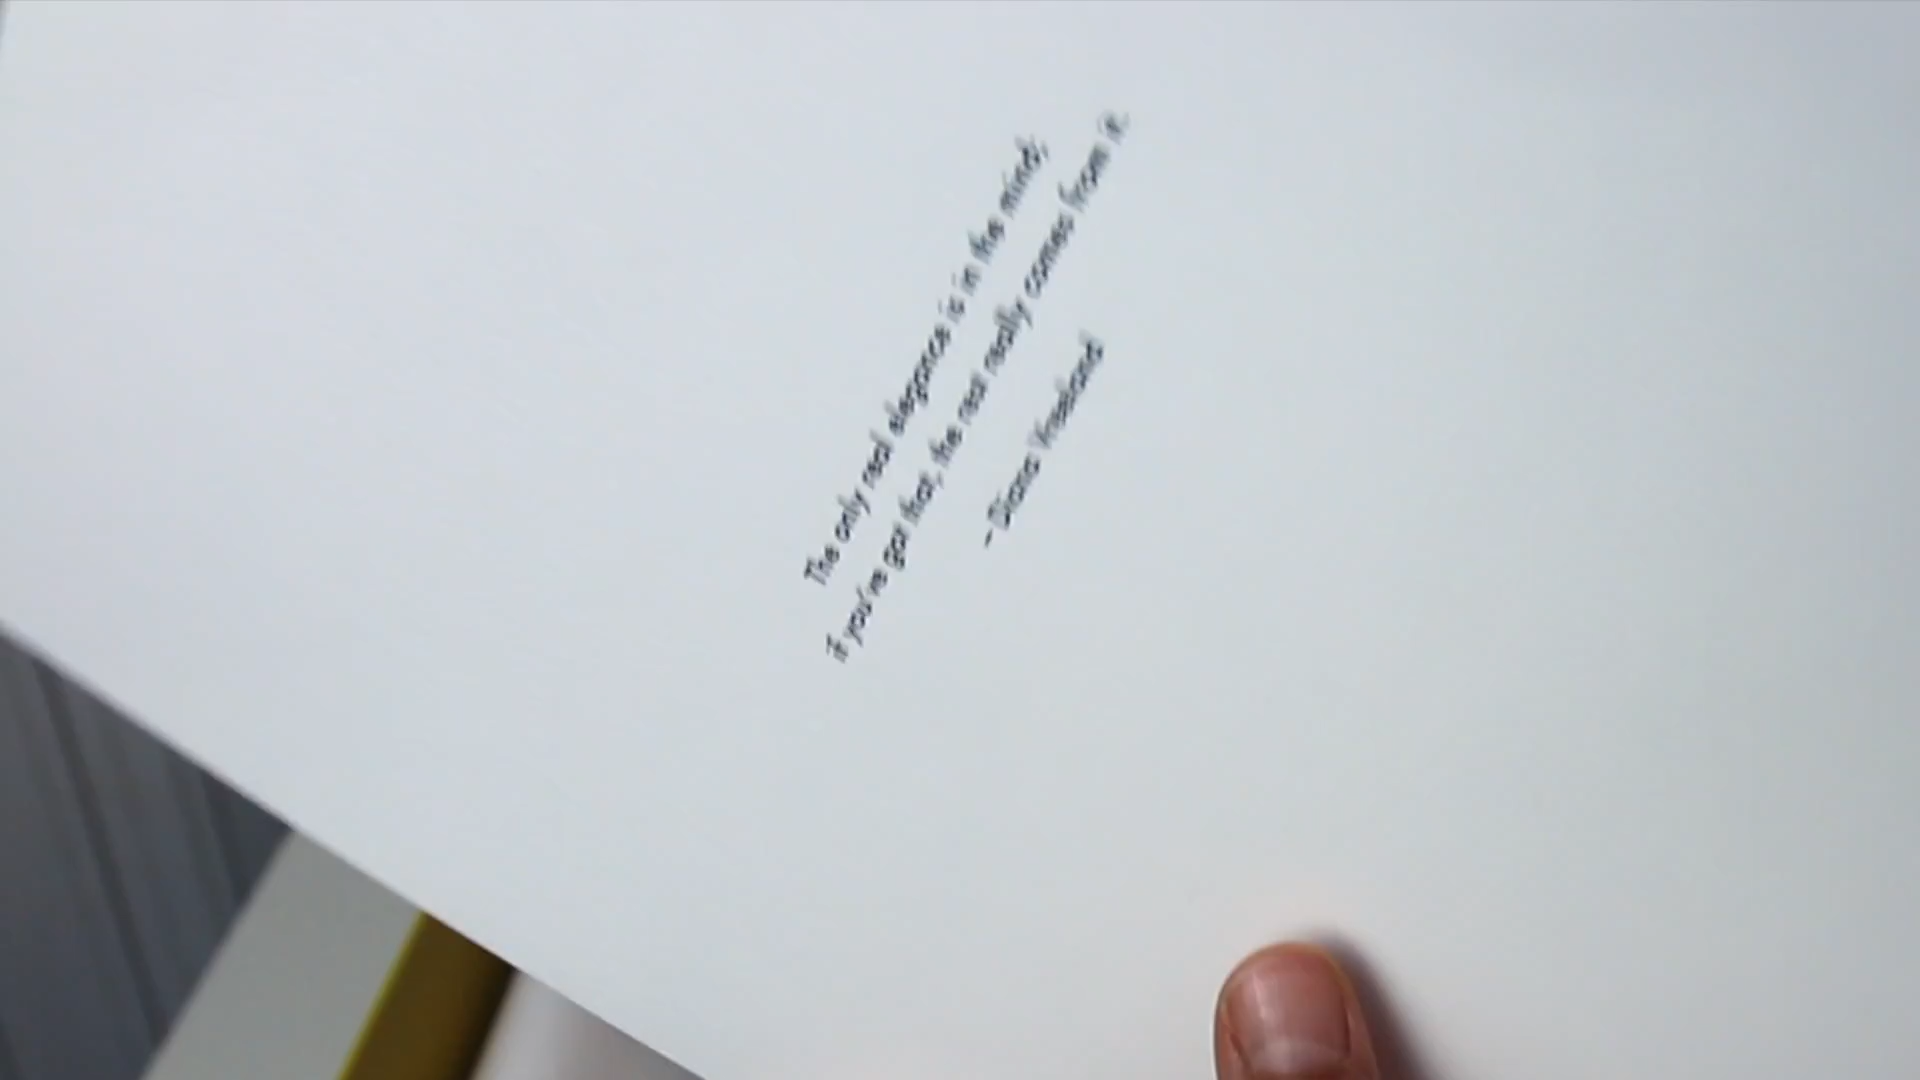 The only real elegance is in the mind;
If you've got that, the rest really comes from it.
- Diana Vreeland